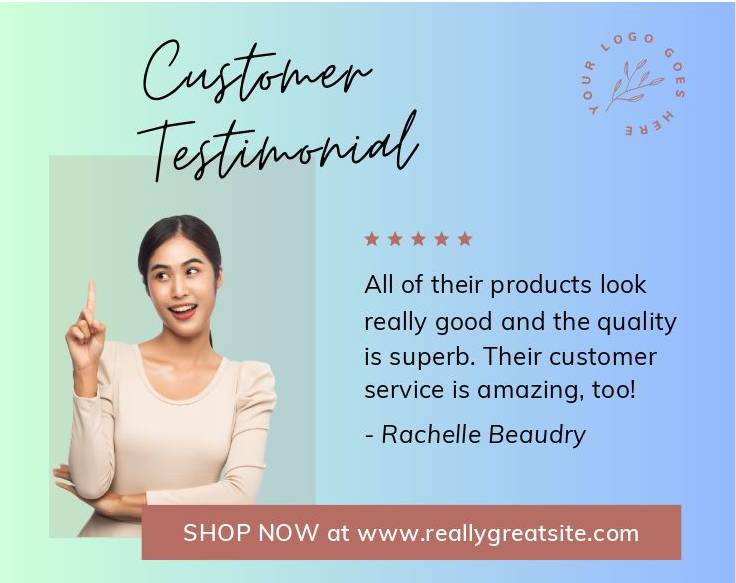 Customer
Testimonial
YOUR LOGO GOES HERE
All of their products look
really good and the quality
is superb. Their customer
service is amazing, too!
- Rachelle Beaudry
SHOP NOW at www.reallygreatsite.com